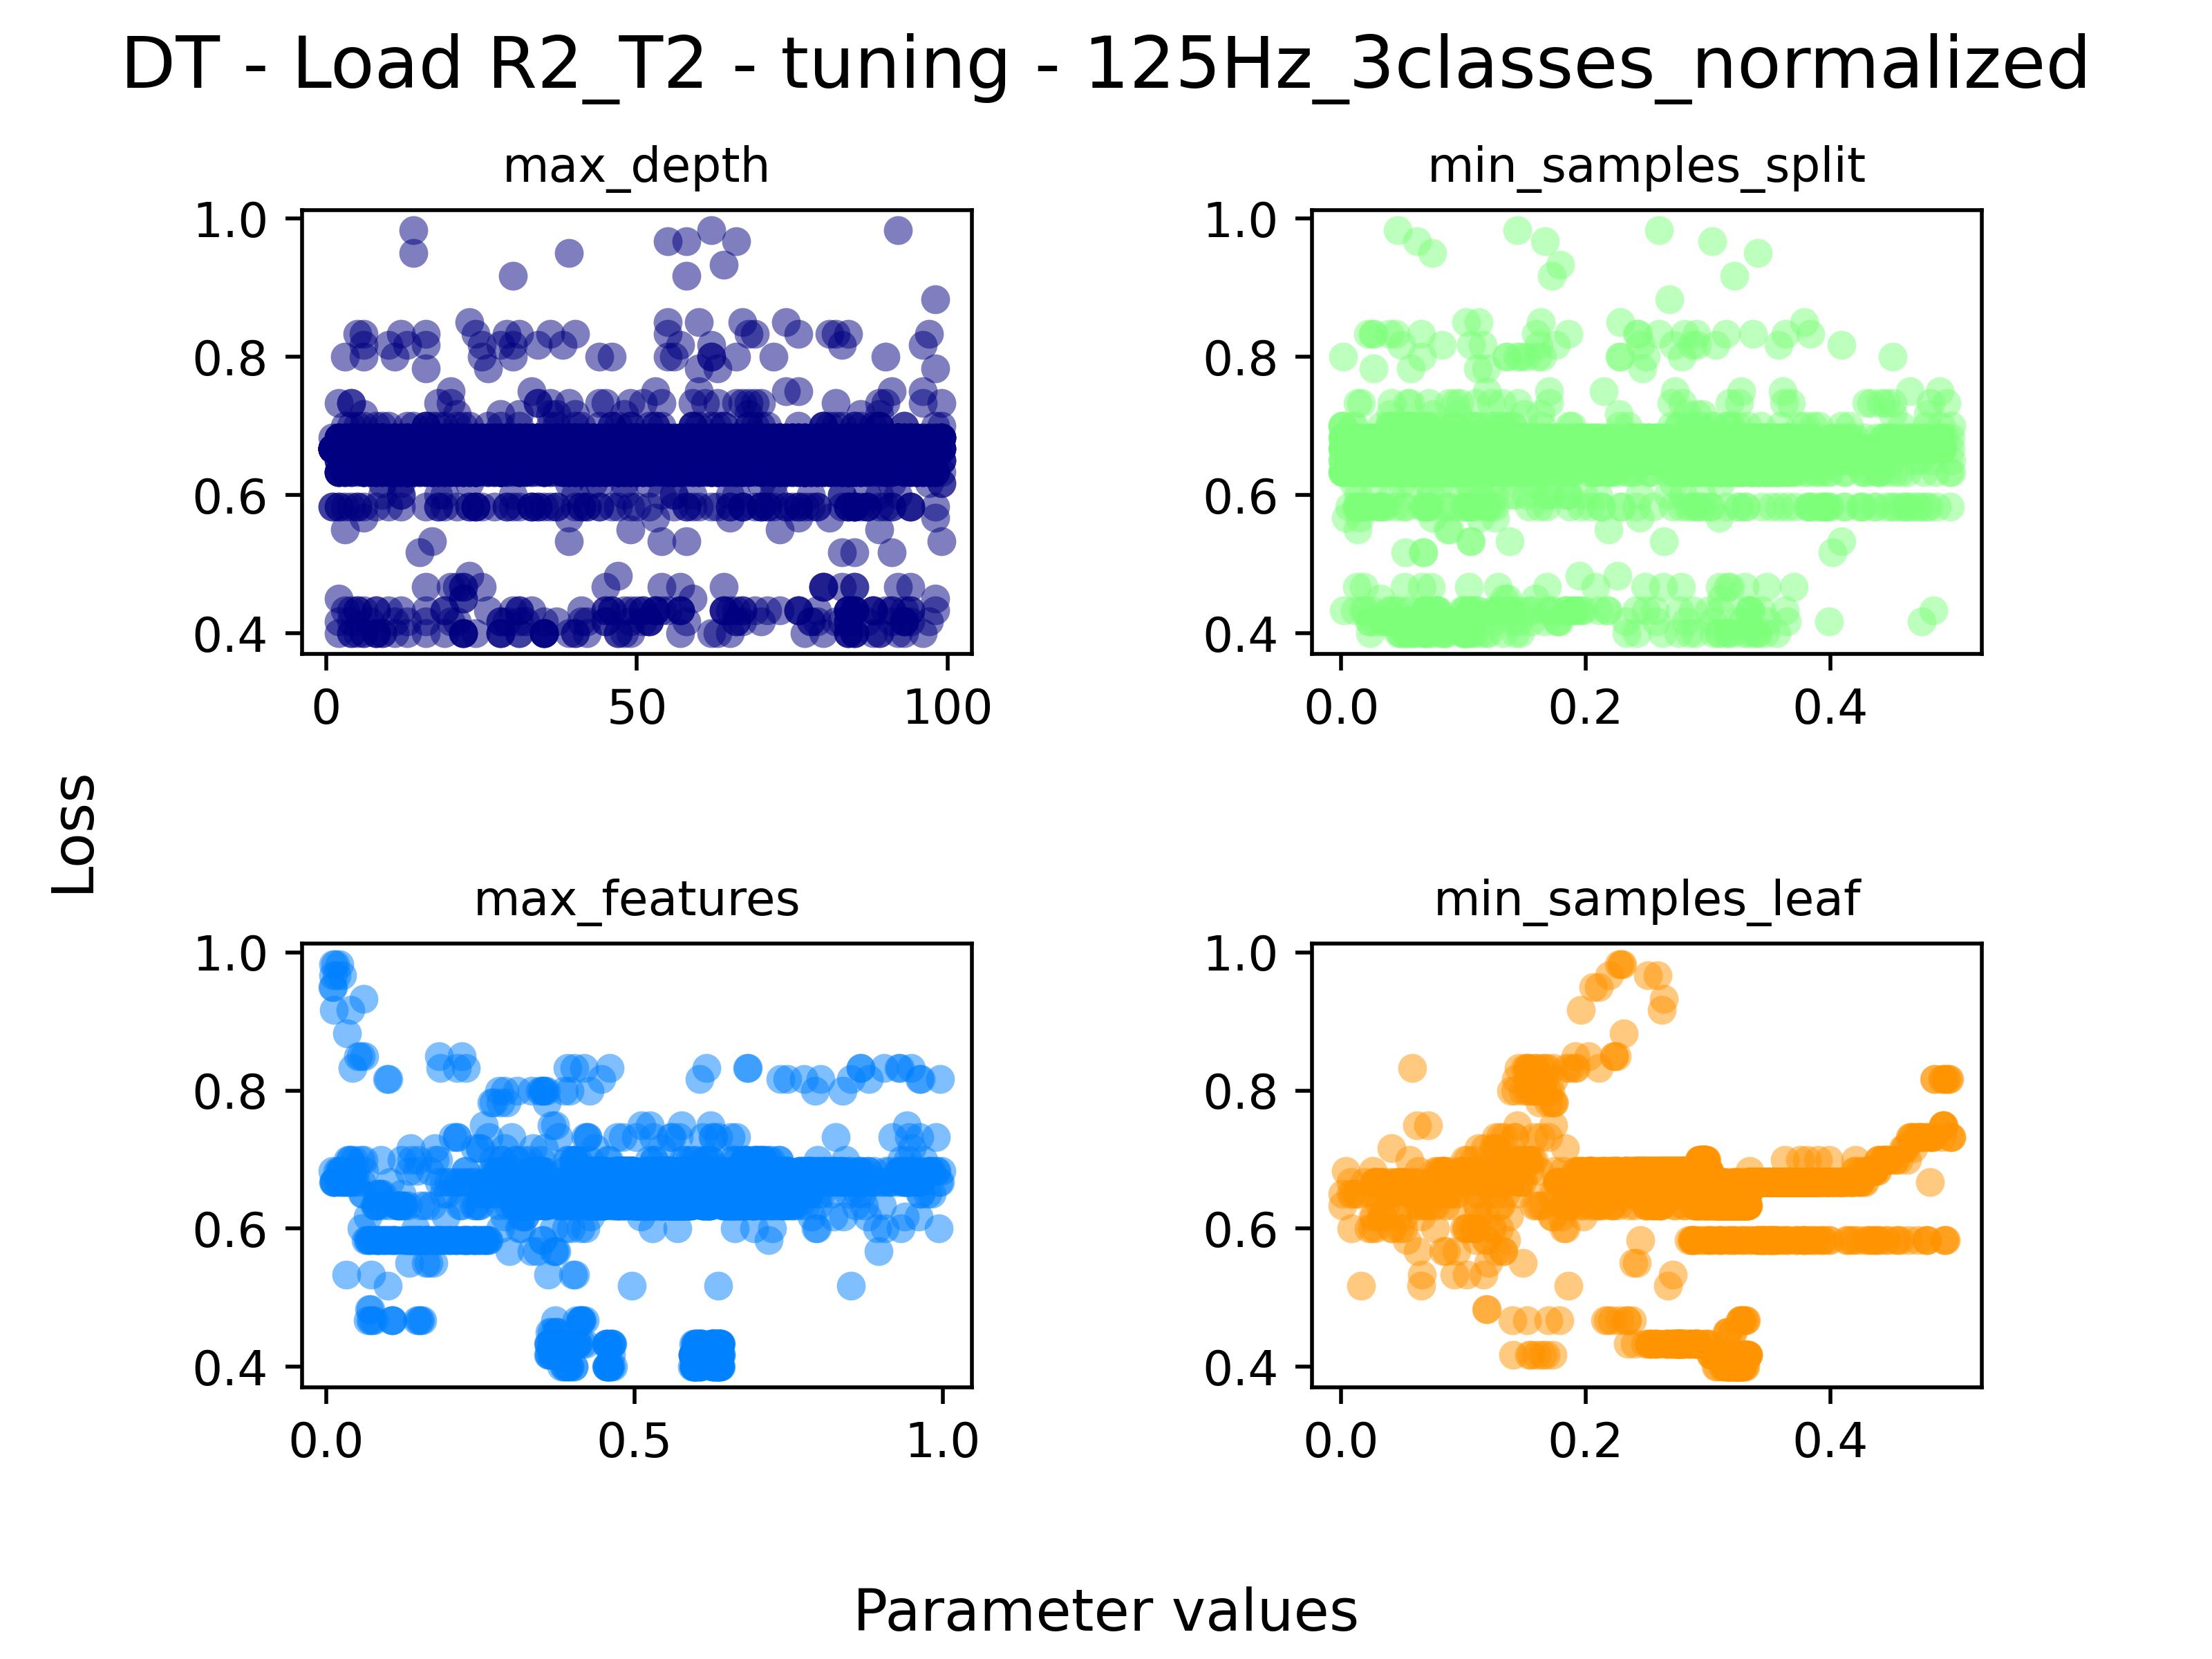 DT - Load R2_T2 - tuning - 125Hz_3classes_normalized
max_depth
1.0
0.8
0.6
0.4
0 50 100
min_samples_split
1.0
0.8
0.6
0.4
0.0 0.2 0.4
Loss
max_features
1.0
0.8
0.6
0.4
0.0 0.5 1.0
min_samples_leaf
1.0
0.8
0.6
0.4
0.0 0.2 0.4
Parameter values